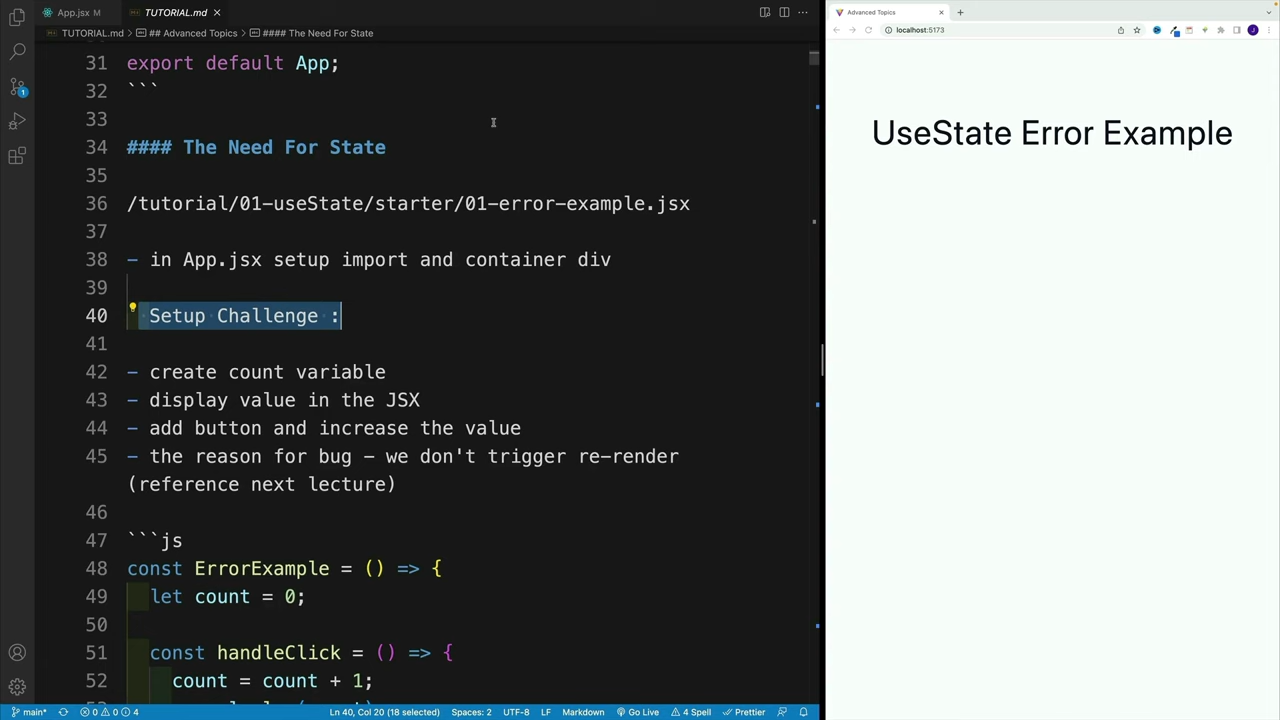 App.jsx M
TUTORIAL.md
TUTORIAL.md > ## Advanced > #### The Need For State
31 export default App;
32 ```
33
34 #### The Need For State
35
36 /tutorial/01-useState/starter/01-error-example.jsx
37
38 - in App.jsx setup import and container div
39
40 Setup Challenge :
41
42 - create count variable
43 - display value in the JSX
44 - add button and increase the value
45 - the reason for bug - we don't trigger re-render
(reference next lecture)
46
47 ```js
48 const ErrorExample = () => {
49 let count = 0;
50
51 const handleClick = () => {
52 count = count + 1;
1
main* 0 0 4 Ln 40, Col 20 (18 selected) Spaces: 2 UTF-8 LF Markdown Go Live 4 Spell Prettier
Advanced Topics
localhost:5173
J
UseState Error Example